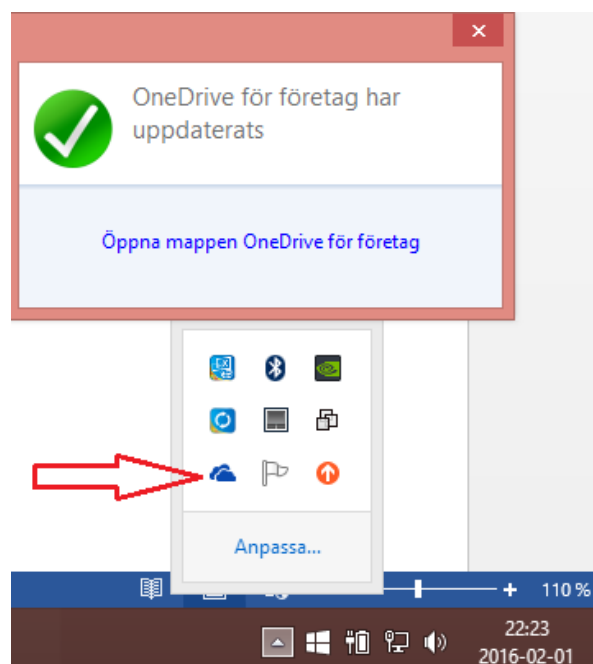 OneDrive för företag har
uppdaterats
Öppna mappen OneDrive för företag
Anpassa...
110 %
22:23
2016-02-01